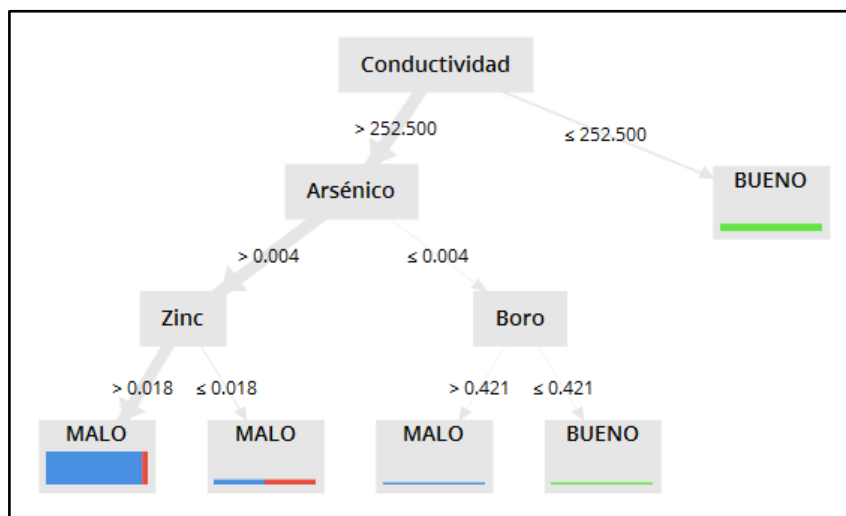 Conductividad
> 252.500
≤ 252.500
Arsénico
BUENO
> 0.004
≤ 0.004
Zinc
Boro
> 0.018
≤ 0.018
> 0.421
≤ 0.421
MALO
MALO
MALO
BUENO